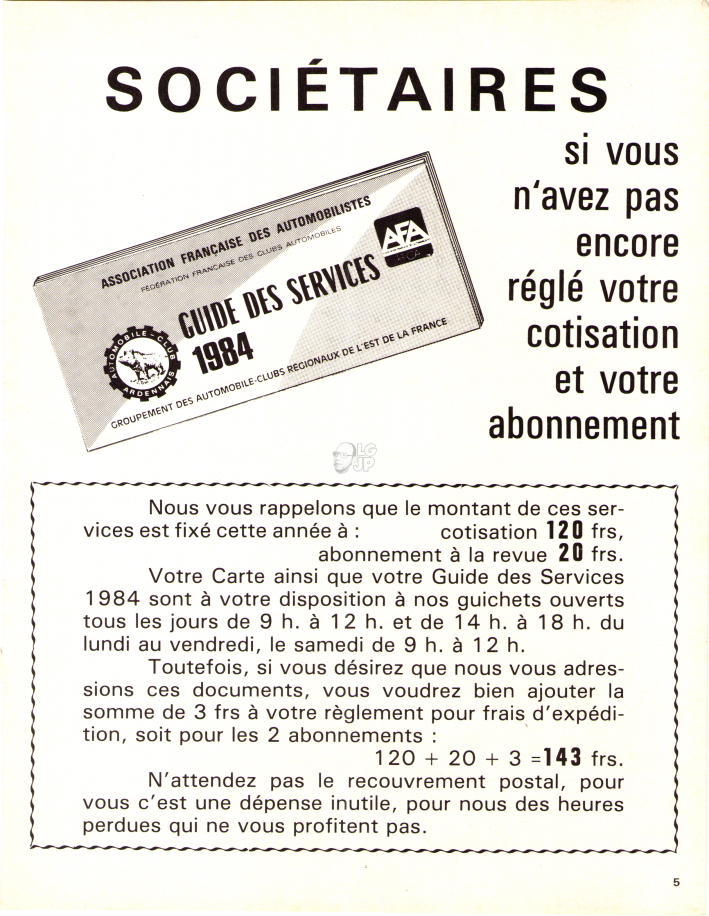 SOCIÉTAIRES
si vous
n'avez pas
encore
réglé votre
cotisation
et votre
abonnement
ASSOCIATION FRANÇAISE DES AUTOMOBILISTES
FÉDÉRATION FRANÇAISE DES CLUBS AUTOMOBILES
AFA
GUIDE DES SERVICES
1984
AUTOMOBILE-CLUB
ARDENNAIS
GROUPEMENT DES AUTOMOBILE-CLUBS RÉGIONAUX DE L'EST DE LA FRANCE
LG
JP
Nous vous rappelons que le montant de ces ser-
vices est fixé cette année à : cotisation 120 frs,
abonnement à la revue 20 frs.
Votre Carte ainsi que votre Guide des Services
1984 sont à votre disposition à nos guichets ouverts
tous les jours de 9 h. à 12 h. et de 14 h. à 18 h. du
lundi au vendredi, le samedi de 9 h. à 12 h.
Toutefois, si vous désirez que nous vous adres-
sions ces documents, vous voudrez bien ajouter la
somme de 3 frs à votre règlement pour frais d'expédi-
tion, soit pour les 2 abonnements :
120 + 20 + 3 =143 frs.
N'attendez pas le recouvrement postal, pour
vous c'est une dépense inutile, pour nous des heures
perdues qui ne vous profitent pas.
5